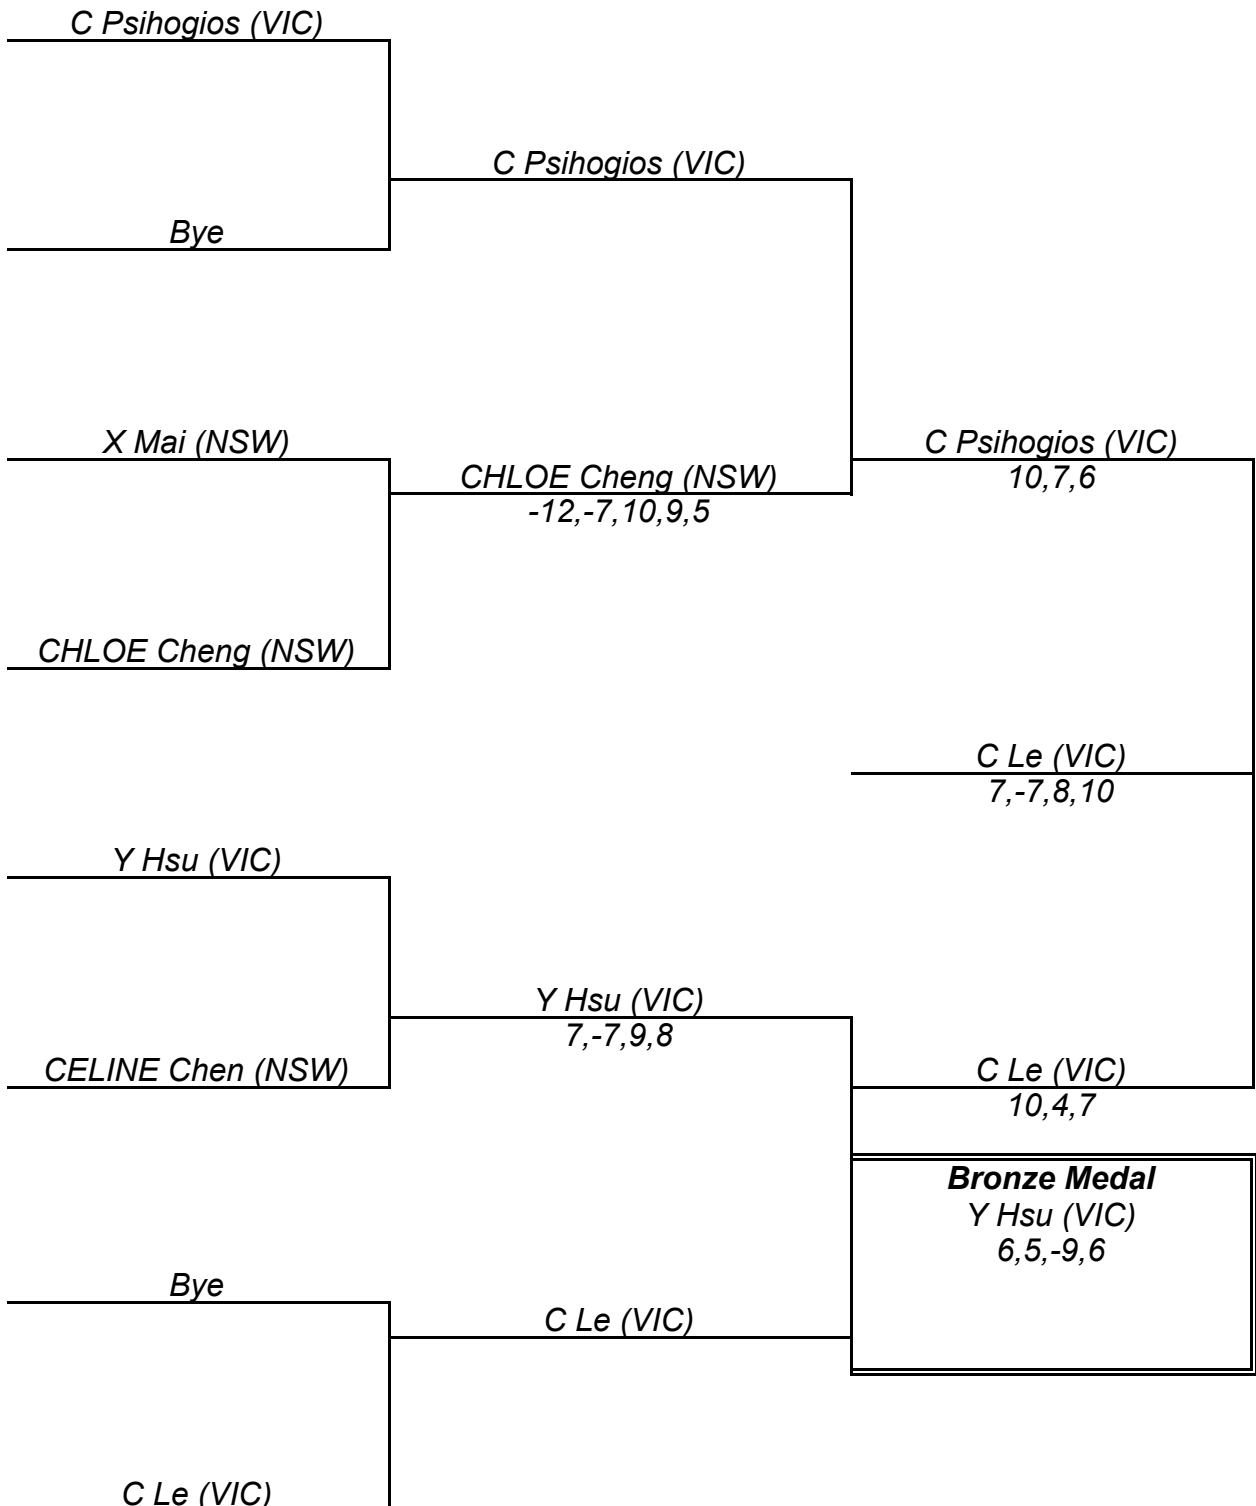 C Psihogios (VIC)
C Psihogios (VIC)
Bye
X Mai (NSW)
CHLOE Cheng (NSW)
-12,-7,10,9,5
C Psihogios (VIC)
10,7,6
CHLOE Cheng (NSW)
C Le (VIC)
7,-7,8,10
Y Hsu (VIC)
Y Hsu (VIC)
7,-7,9,8
CELINE Chen (NSW)
C Le (VIC)
10,4,7
Bronze Medal
Y Hsu (VIC)
6,5,-9,6
Bye
C Le (VIC)
C Le (VIC)